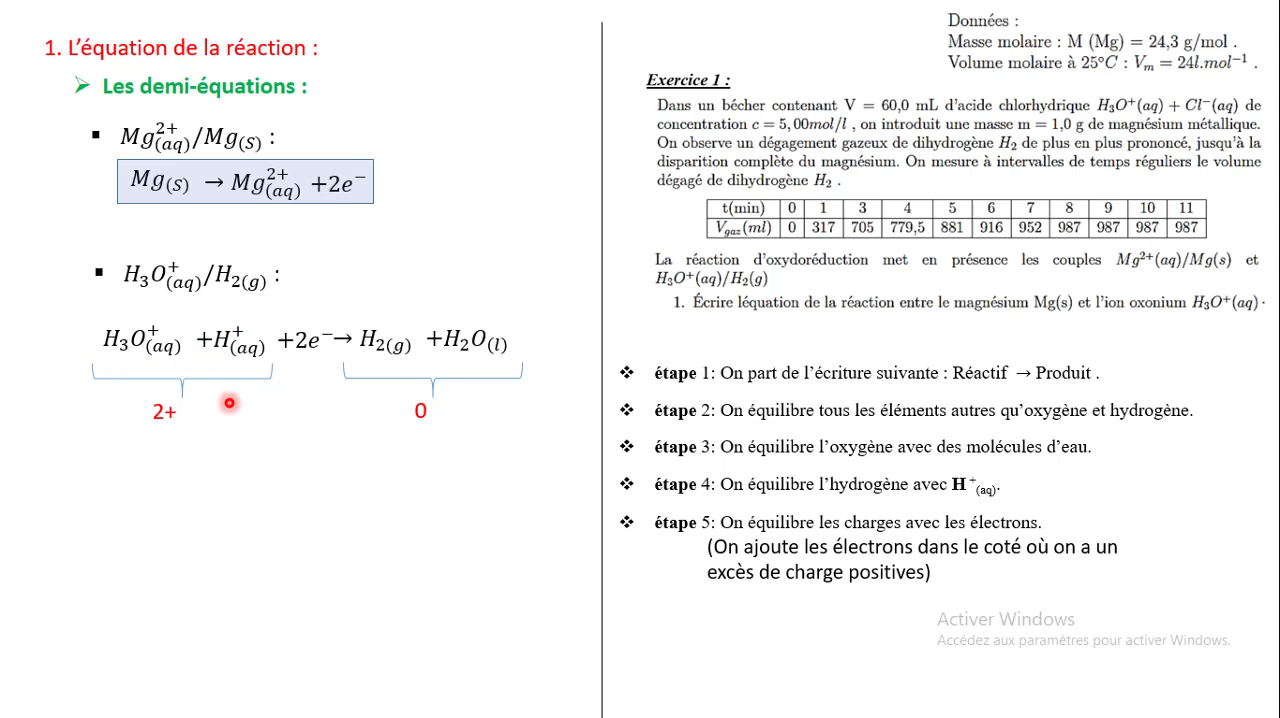 1. L’équation de la réaction :
➢ Les demi-équations :
▪ Mg²⁺(aq)/Mg(S) :
Mg(S) → Mg²⁺(aq) +2e⁻
▪ H₃O⁺(aq)/H₂(g) :
H₃O⁺(aq) +H⁺(aq) +2e⁻→ H₂(g) +H₂O(l)
2+ 0
Données :
Masse molaire : M (Mg) = 24,3 g/mol .
Volume molaire à 25°C : Vₘ = 24l.mol⁻¹ .
Exercice 1 :
Dans un bécher contenant V = 60,0 mL d’acide chlorhydrique H₃O⁺(aq) + Cl⁻(aq) de
concentration c = 5,00mol/l , on introduit une masse m = 1,0 g de magnésium métallique.
On observe un dégagement gazeux de dihydrogène H₂ de plus en plus prononcé, jusqu’à la
disparition complète du magnésium. On mesure à intervalles de temps réguliers le volume
dégagé de dihydrogène H₂ .
t(min) 0 1 3 4 5 6 7 8 9 10 11
V_gaz(ml) 0 317 705 779,5 881 916 952 987 987 987 987
La réaction d’oxydoréduction met en présence les couples Mg²⁺(aq)/Mg(s) et
H₃O⁺(aq)/H₂(g)
1. Écrire léquation de la réaction entre le magnésium Mg(s) et l’ion oxonium H₃O⁺(aq)·
❖ étape 1: On part de l’écriture suivante : Réactif → Produit .
❖ étape 2: On équilibre tous les éléments autres qu’oxygène et hydrogène.
❖ étape 3: On équilibre l’oxygène avec des molécules d’eau.
❖ étape 4: On équilibre l’hydrogène avec H⁺(aq).
❖ étape 5: On équilibre les charges avec les électrons.
(On ajoute les électrons dans le coté où on a un
excès de charge positives)
Activer Windows
Accédez aux paramètres pour activer Windows.